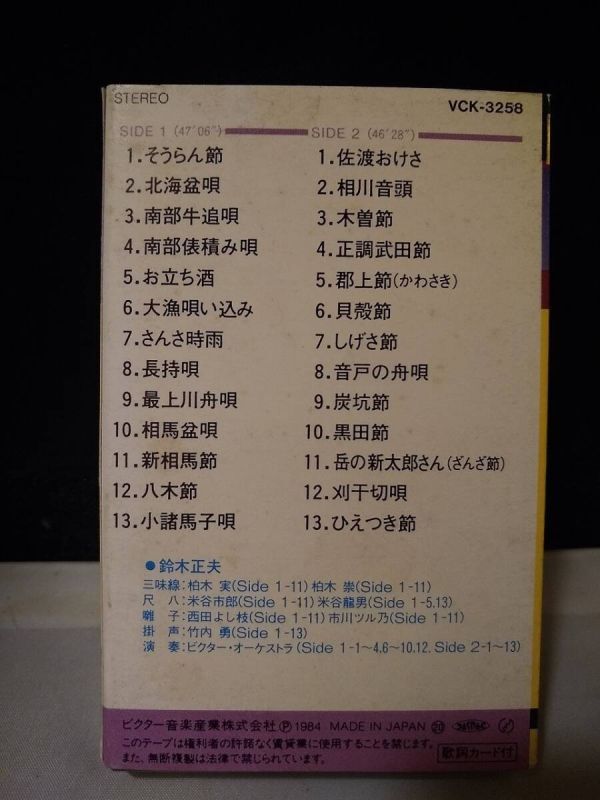 STEREO
VCK-3258
SIDE 1 (47'06")
1.そうらん節
2.北海盆唄
3.南部牛追唄
4.南部俵積み唄
5.お立ち酒
6.大漁唄い込み
7.さんさ時雨
8.長持唄
9.最上川舟唄
10.相馬盆唄
11.新相馬節
12.八木節
13.小諸馬子唄
SIDE 2 (46'28")
1.佐渡おけさ
2.相川音頭
3.木曽節
4.正調武田節
5.郡上節(かわさき)
6.貝殻節
7.しげさ節
8.音戸の舟唄
9.炭坑節
10.黒田節
11.岳の新太郎さん(ざんざ節)
12.刈干切唄
13.ひえつき節
●鈴木正夫
三味線:柏木 実(Side 1-11) 柏木 崇(Side 1-11)
尺 八:米谷市郎(Side 1-11) 米谷龍男(Side 1-5.13)
囃 子:西田よし枝(Side 1-11) 市川ツル乃(Side 1-11)
掛 声:竹内 勇(Side 1-13)
演 奏:ビクター・オーケストラ(Side 1-1〜4.6〜10.12. Side 2-1〜13)
ビクター音楽産業株式会社 Ⓟ 1984 MADE IN JAPAN ⑳
このテープは権利者の許諾なく賃貸業に使用することを禁じます。
また、無断複製は法律で禁じられています。
歌詞カード付